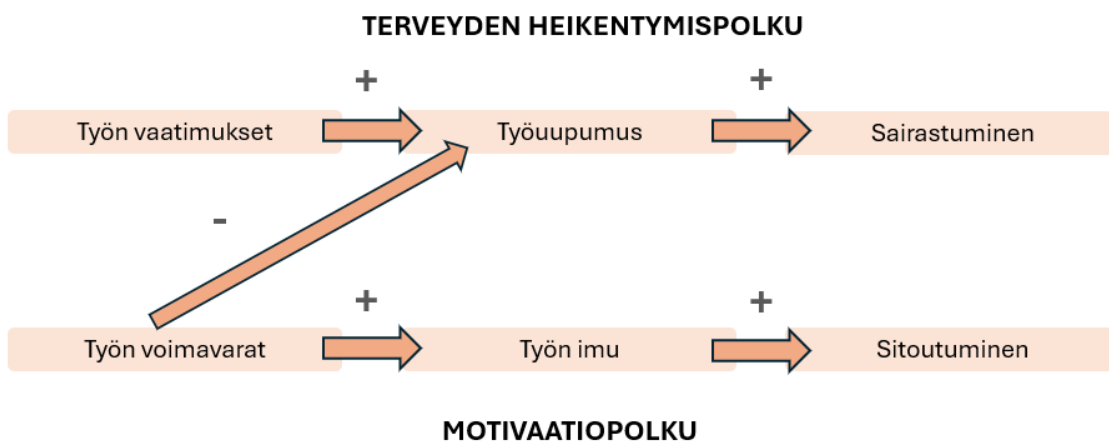 TERVEYDEN HEIKENTYMISPOLKU
+ +
Työn vaatimukset Työuupumus Sairastuminen
-
+ +
Työn voimavarat Työn imu Sitoutuminen
MOTIVAATIOPOLKU